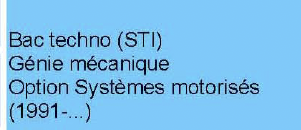 Bac techno (STI)
Génie mécanique
Option Systèmes motorisés
(1991-...)